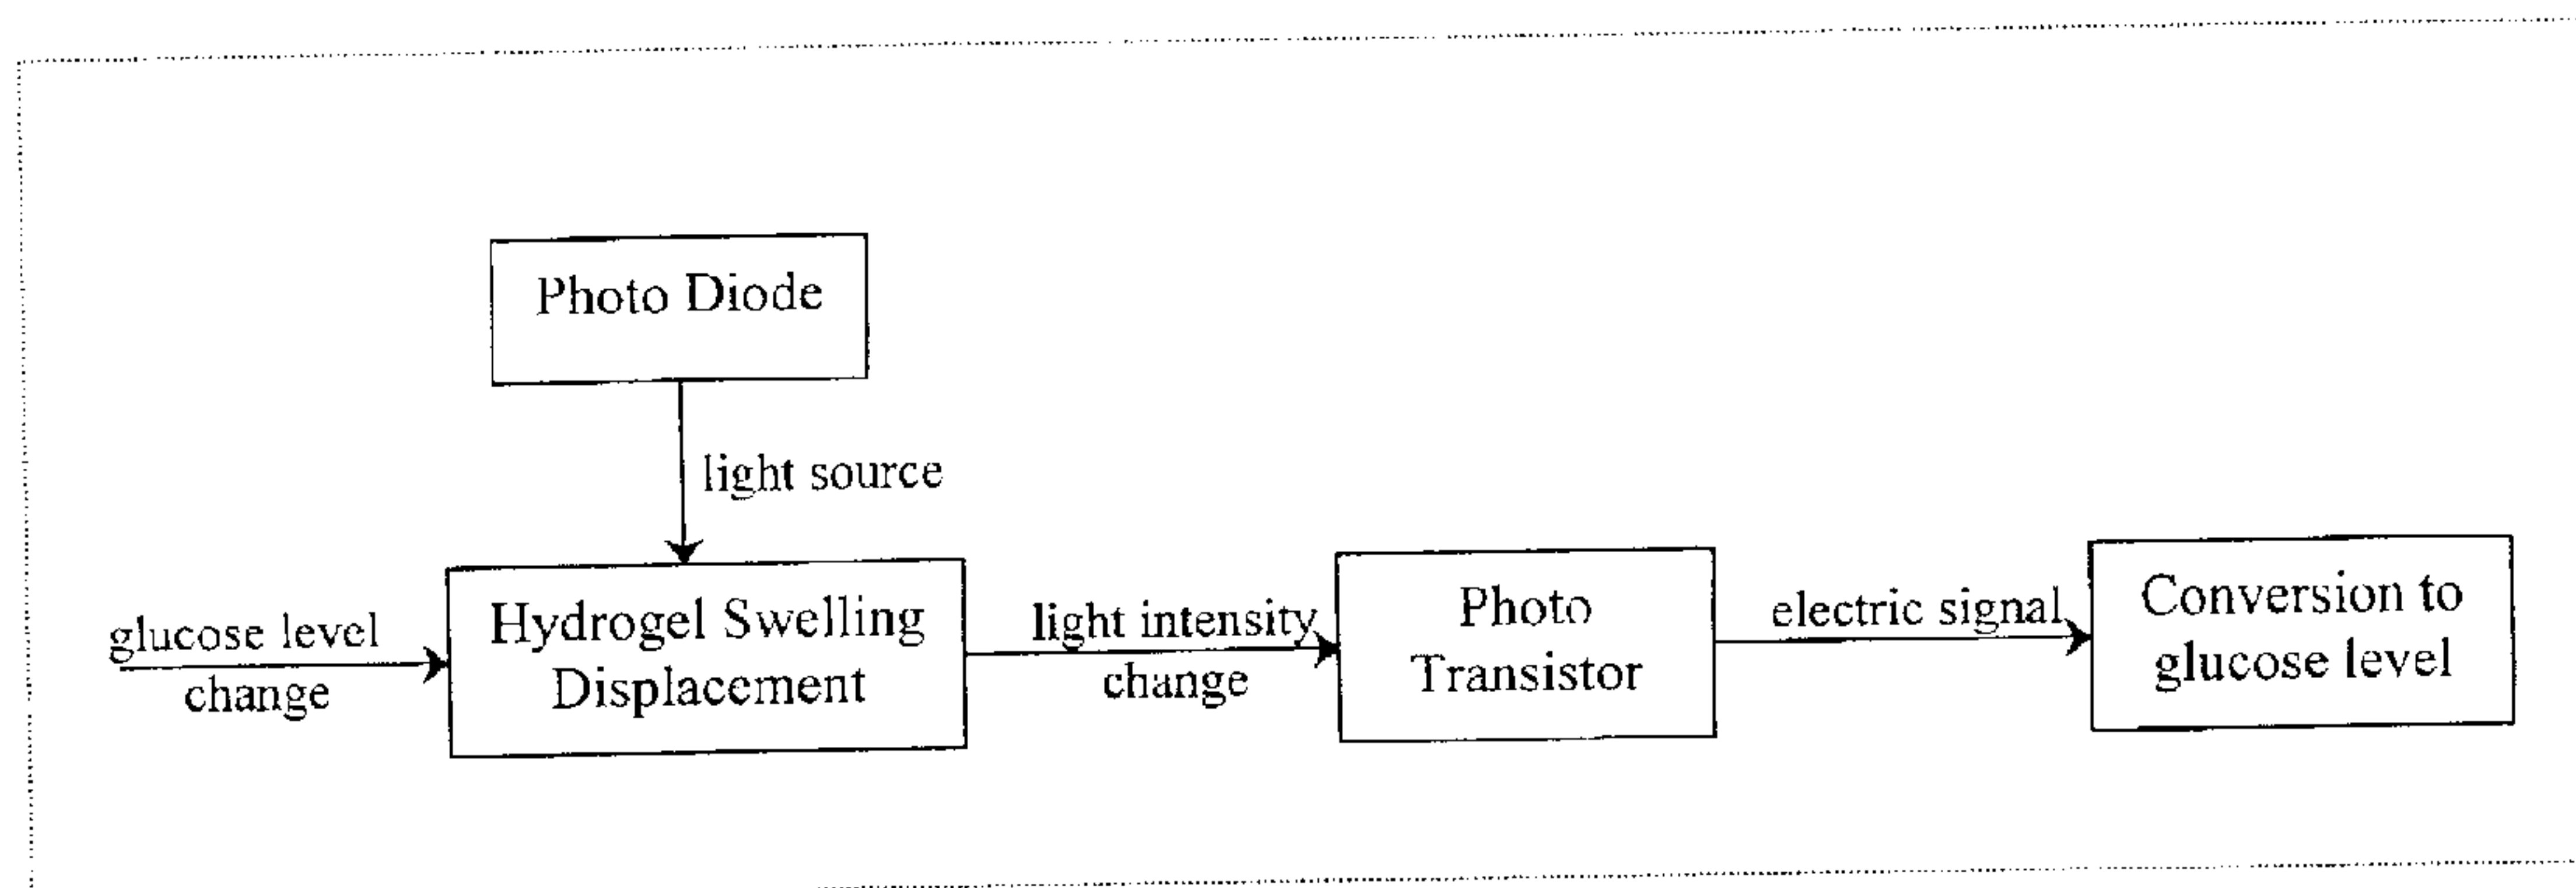 Photo Diode
light source
glucose level
change
Hydrogel Swelling
Displacement
light intensity
change
Photo
Transistor
electric signal
Conversion to
glucose level